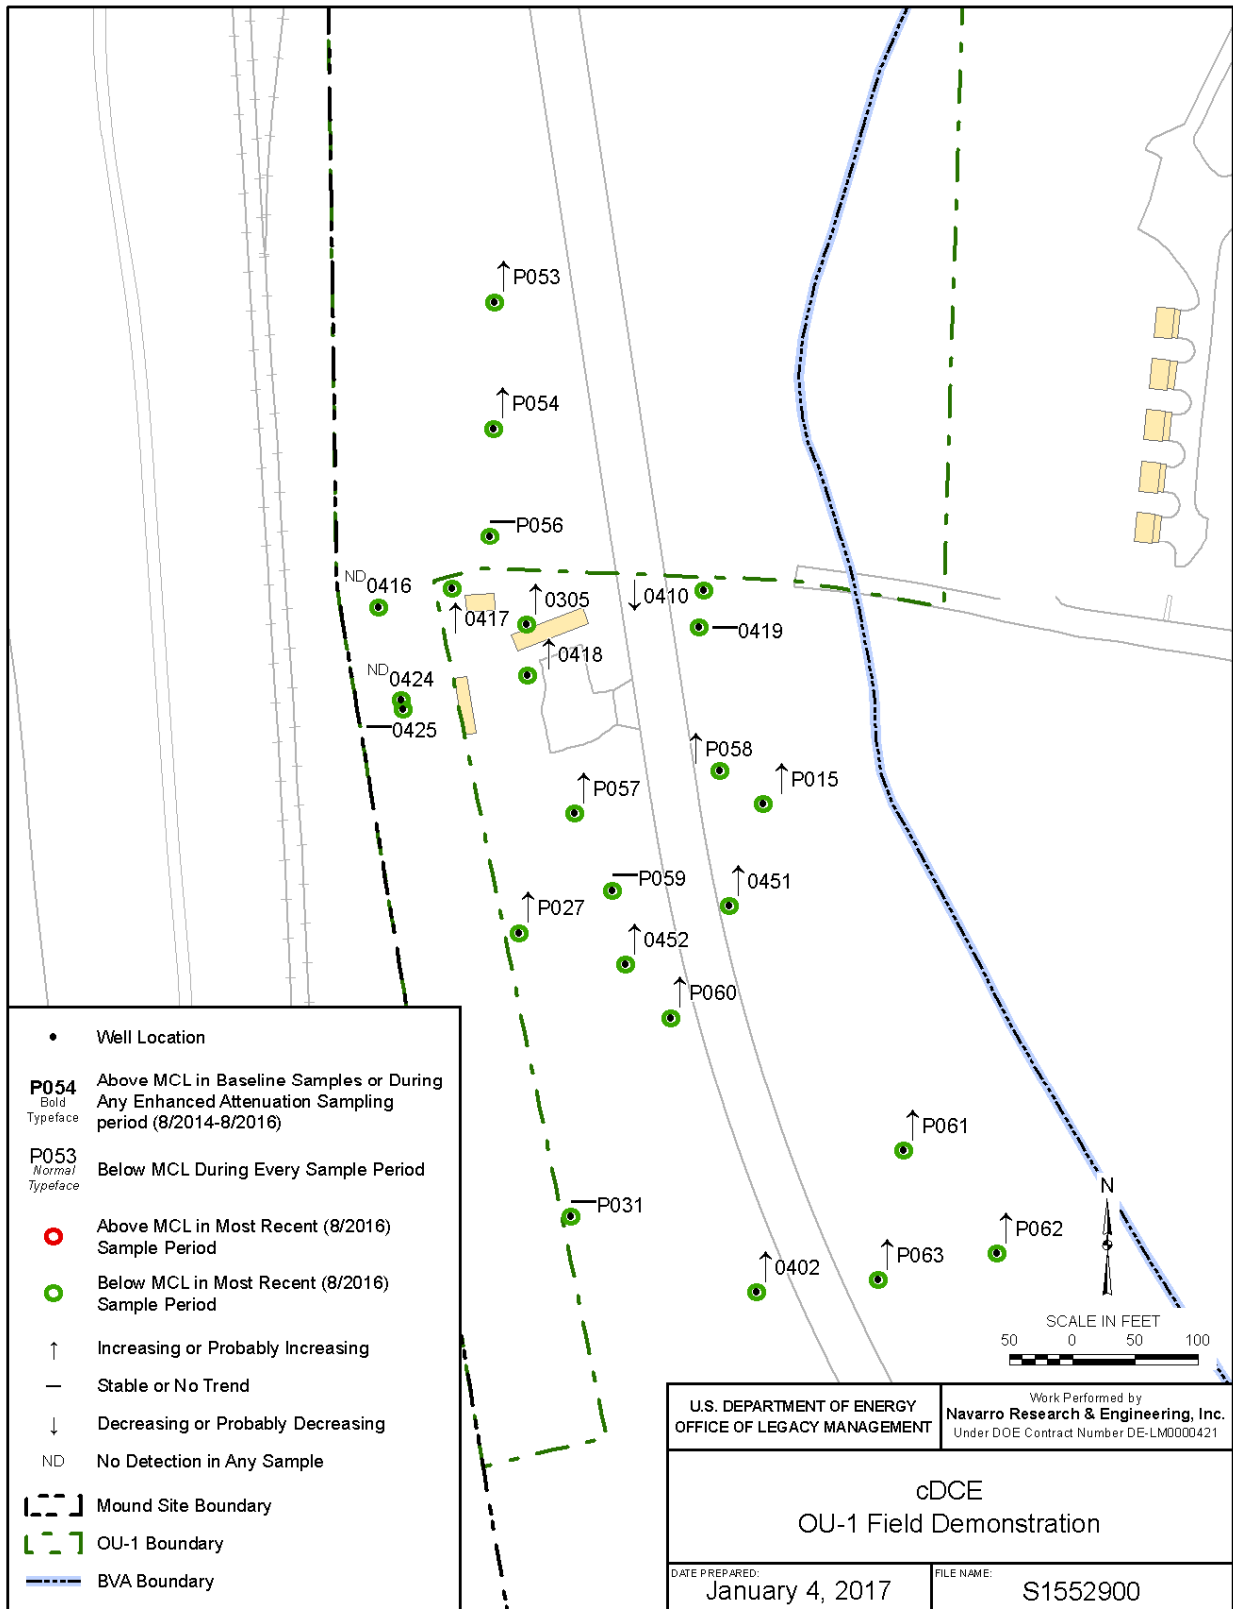 P053
P054
P056
ND 0416
0417
0305
0410
0419
0418
ND 0424
0425
P058
P015
P057
P059
0451
P027
0452
P060
P061
P031
P062
P063
0402
N
SCALE IN FEET
50 0 50 100
Well Location
P054
Bold
Typeface
Above MCL in Baseline Samples or During
Any Enhanced Attenuation Sampling
period (8/2014-8/2016)
P053
Normal
Typeface
Below MCL During Every Sample Period
Above MCL in Most Recent (8/2016)
Sample Period
Below MCL in Most Recent (8/2016)
Sample Period
↑ Increasing or Probably Increasing
— Stable or No Trend
↓ Decreasing or Probably Decreasing
ND No Detection in Any Sample
Mound Site Boundary
OU-1 Boundary
BVA Boundary
U.S. DEPARTMENT OF ENERGY
OFFICE OF LEGACY MANAGEMENT
Work Performed by
Navarro Research & Engineering, Inc.
Under DOE Contract Number DE-LM0000421
cDCE
OU-1 Field Demonstration
DATE PREPARED:
January 4, 2017
FILE NAME:
S1552900